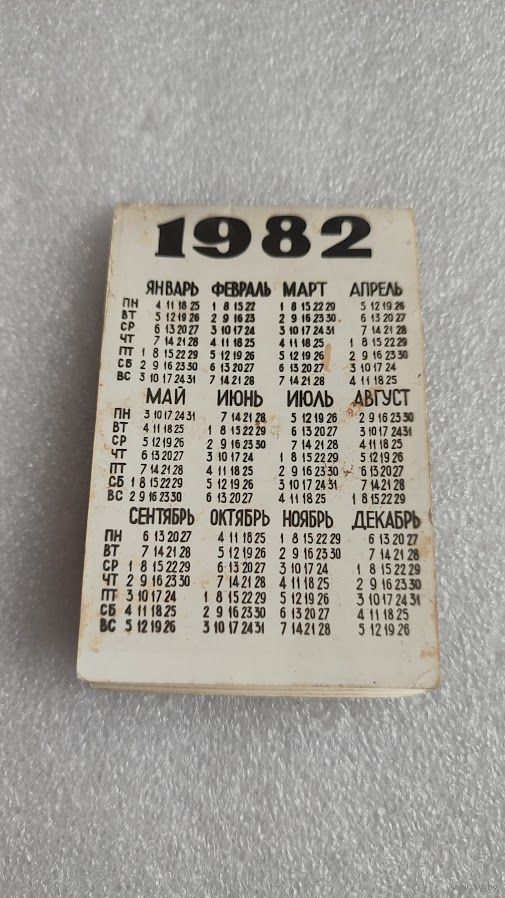 1982
ЯНВАРЬ ФЕВРАЛЬ МАРТ АПРЕЛЬ
ПН 4 11 18 25 1 8 15 22 1 8 15 22 29 5 12 19 26
ВТ 5 12 19 26 2 9 16 23 2 9 16 23 30 6 13 20 27
СР 6 13 20 27 3 10 17 24 3 10 17 24 31 7 14 21 28
ЧТ 7 14 21 28 4 11 18 25 4 11 18 25 1 8 15 22 29
ПТ 1 8 15 22 29 5 12 19 26 5 12 19 26 2 9 16 23 30
СБ 2 9 16 23 30 6 13 20 27 6 13 20 27 3 10 17 24
ВС 3 10 17 24 31 7 14 21 28 7 14 21 28 4 11 18 25
МАЙ ИЮНЬ ИЮЛЬ АВГУСТ
ПН 3 10 17 24 31 7 14 21 28 5 12 19 26 2 9 16 23 30
ВТ 4 11 18 25 1 8 15 22 29 6 13 20 27 3 10 17 24 31
СР 5 12 19 26 2 9 16 23 30 7 14 21 28 4 11 18 25
ЧТ 6 13 20 27 3 10 17 24 1 8 15 22 29 5 12 19 26
ПТ 7 14 21 28 4 11 18 25 2 9 16 23 30 6 13 20 27
СБ 1 8 15 22 29 5 12 19 26 3 10 17 24 31 7 14 21 28
ВС 2 9 16 23 30 6 13 20 27 4 11 18 25 1 8 15 22 29
СЕНТЯБРЬ ОКТЯБРЬ НОЯБРЬ ДЕКАБРЬ
ПН 6 13 20 27 4 11 18 25 1 8 15 22 29 6 13 20 27
ВТ 7 14 21 28 5 12 19 26 2 9 16 23 30 7 14 21 28
СР 1 8 15 22 29 6 13 20 27 3 10 17 24 1 8 15 22 29
ЧТ 2 9 16 23 30 7 14 21 28 4 11 18 25 2 9 16 23 30
ПТ 3 10 17 24 1 8 15 22 29 5 12 19 26 3 10 17 24 31
СБ 4 11 18 25 2 9 16 23 30 6 13 20 27 4 11 18 25
ВС 5 12 19 26 3 10 17 24 31 7 14 21 28 5 12 19 26